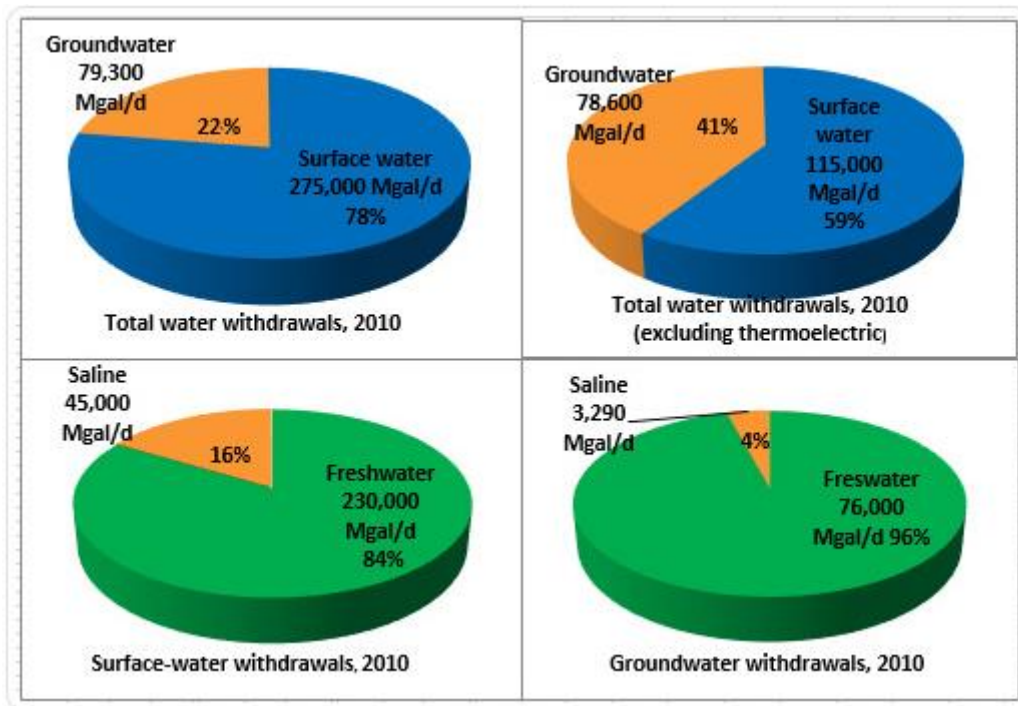 Groundwater
79,300
Mgal/d
22%
Surface water
275,000 Mgal/d
78%
Total water withdrawals, 2010
Groundwater
78,600
Mgal/d
41%
Surface
water
115,000
Mgal/d
59%
Total water withdrawals, 2010
(excluding thermoelectric)
Saline
45,000
Mgal/d
16%
Freshwater
230,000
Mgal/d
84%
Surface-water withdrawals, 2010
Saline
3,290
Mgal/d
4%
Freswater
76,000
Mgal/d 96%
Groundwater withdrawals, 2010